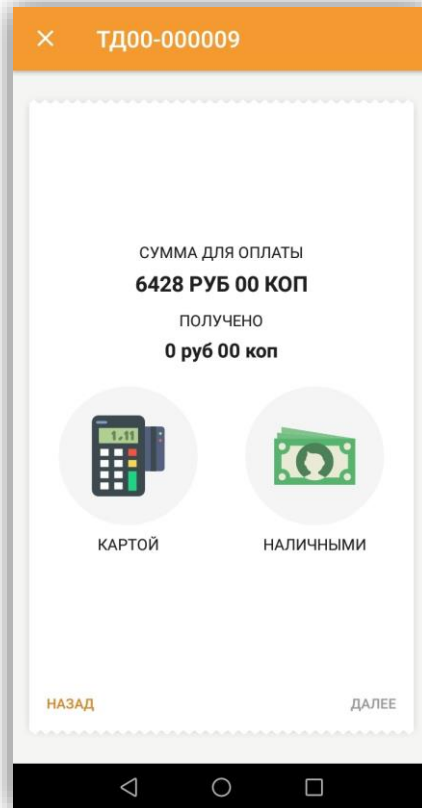 ТД00-000009
СУММА ДЛЯ ОПЛАТЫ
6428 РУБ 00 КОП
ПОЛУЧЕНО
0 руб 00 коп
1.11
КАРТОЙ НАЛИЧНЫМИ
НАЗАД ДАЛЕЕ